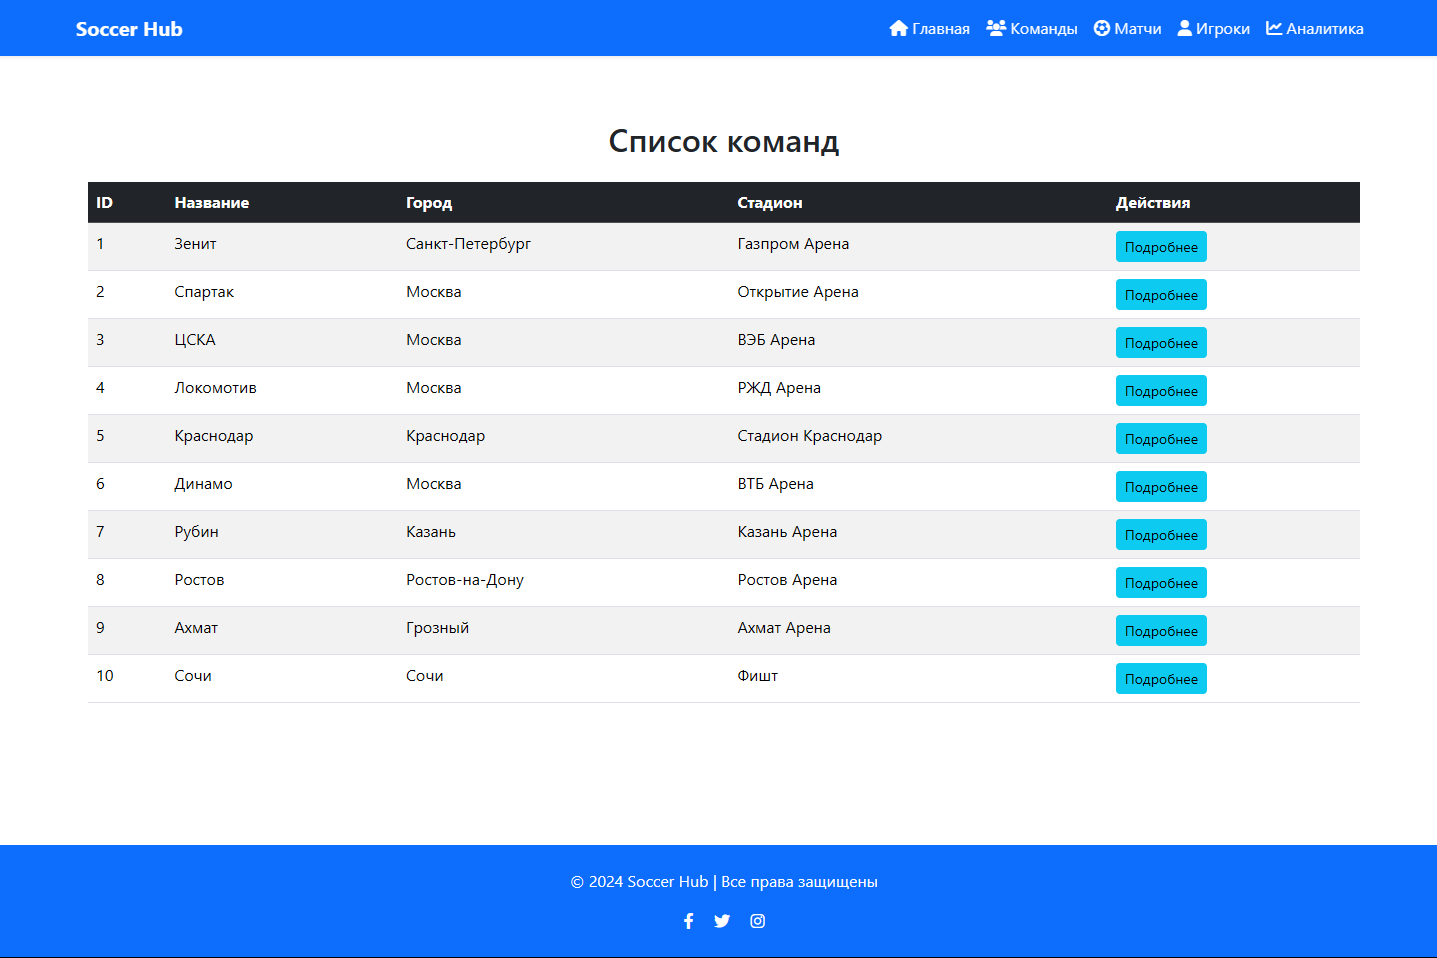 Soccer Hub Главная Команды Матчи Игроки Аналитика
Список команд
ID Название Город Стадион Действия
1 Зенит Санкт-Петербург Газпром Арена Подробнее
2 Спартак Москва Открытие Арена Подробнее
3 ЦСКА Москва ВЭБ Арена Подробнее
4 Локомотив Москва РЖД Арена Подробнее
5 Краснодар Краснодар Стадион Краснодар Подробнее
6 Динамо Москва ВТБ Арена Подробнее
7 Рубин Казань Казань Арена Подробнее
8 Ростов Ростов-на-Дону Ростов Арена Подробнее
9 Ахмат Грозный Ахмат Арена Подробнее
10 Сочи Сочи Фишт Подробнее
© 2024 Soccer Hub | Все права защищены